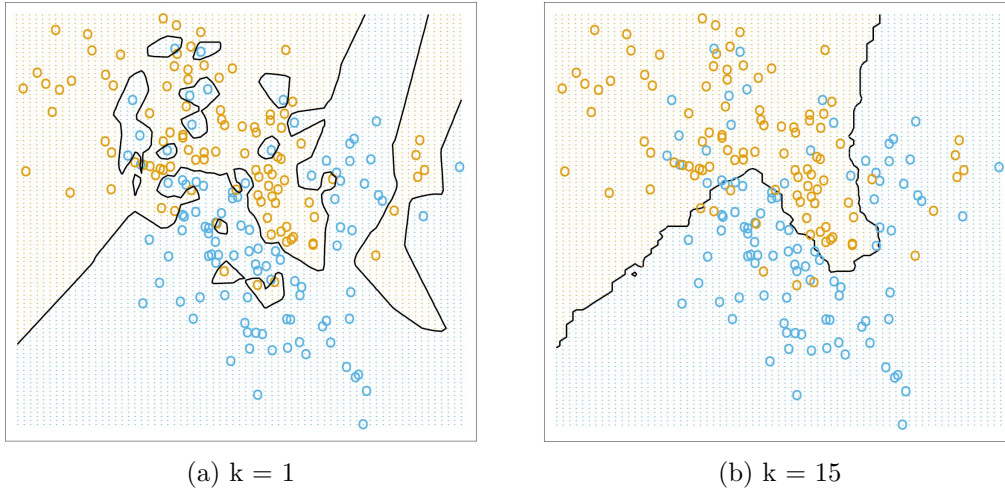 (a) k = 1
(b) k = 15